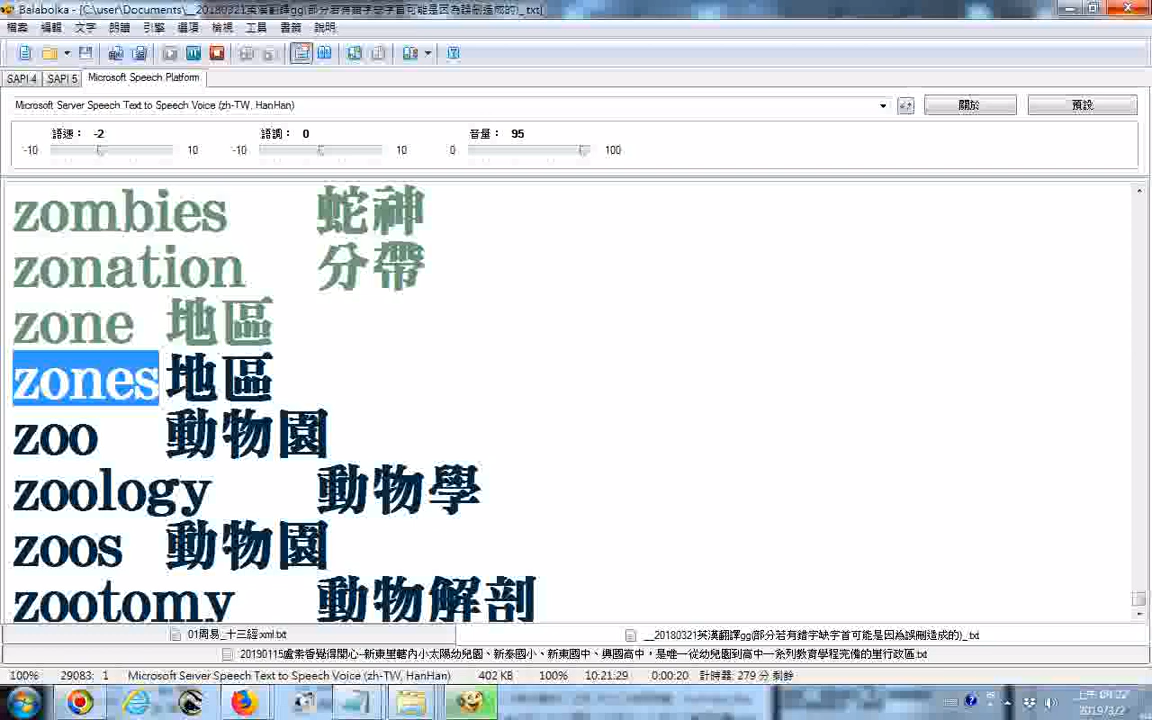 Balabolka - [C:\user\Documents\__20180321英漢翻譯gg(部分若有錯字缺字首可能是因為誤刪造成的)_.txt]
檔案 編輯 文字 朗讀 引擎 選項 檢視 工具 書籤 說明
SAPI 4 SAPI 5 Microsoft Speech Platform
Microsoft Server Speech Text to Speech Voice (zh-TW, HanHan) 關於 預設
語速： -2 語調： 0 音量： 95
-10 10 -10 10 0 100
zombies 蛇神
zonation 分帶
zone 地區
zones 地區
zoo 動物園
zoology 動物學
zoos 動物園
zootomy 動物解剖
01周易_十三經.xml.txt __20180321英漢翻譯gg(部分若有錯字缺字首可能是因為誤刪造成的)_.txt
20190115盧素香覺得開心-新東里轄內小太陽幼兒園、新泰國小、新東國中、興國高中，是唯一從幼兒園到高中一系列教育學程完備的里行政區.txt
100% 29083: 1 Microsoft Server Speech Text to Speech Voice (zh-TW, HanHan) 402 KB 100% 10:21:29 0:00:20 計時器: 279 分 剩餘